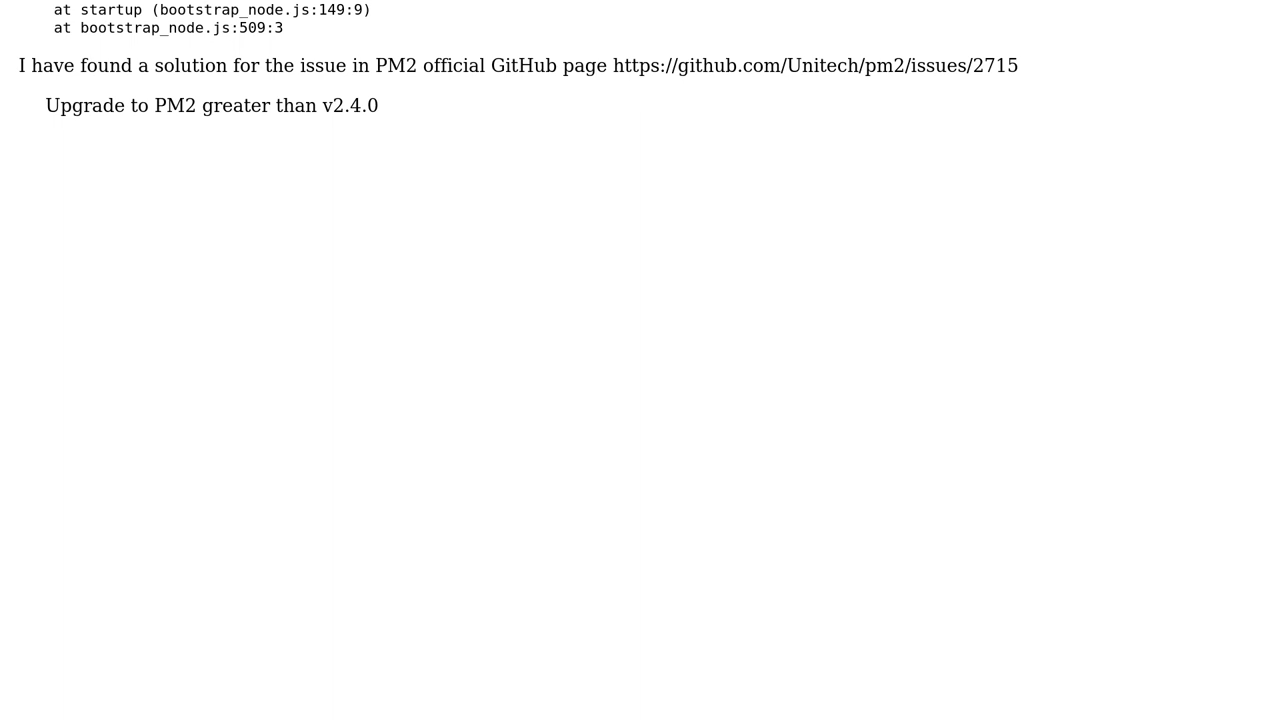 at startup (bootstrap_node.js:149:9)
at bootstrap_node.js:509:3
I have found a solution for the issue in PM2 official GitHub page https://github.com/Unitech/pm2/issues/2715
Upgrade to PM2 greater than v2.4.0